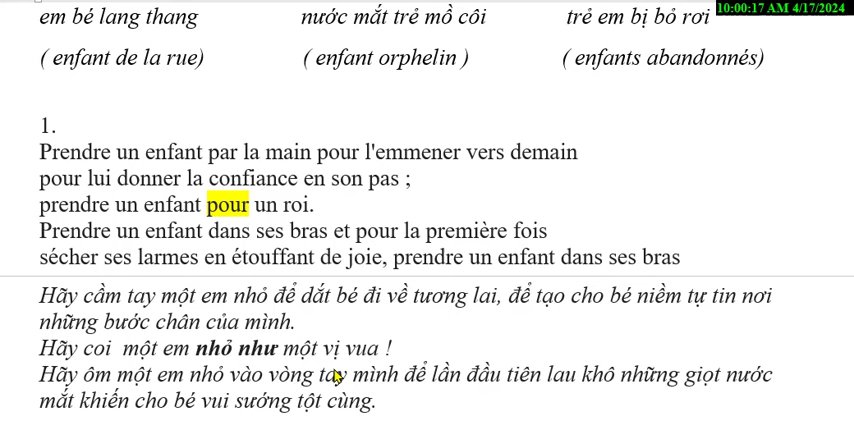 10:00:17 AM 4/17/2024
em bé lang thang nước mắt trẻ mồ côi trẻ em bị bỏ rơi
( enfant de la rue) ( enfant orphelin ) ( enfants abandonnés)
1.
Prendre un enfant par la main pour l'emmener vers demain
pour lui donner la confiance en son pas ;
prendre un enfant pour un roi.
Prendre un enfant dans ses bras et pour la première fois
sécher ses larmes en étouffant de joie, prendre un enfant dans ses bras
Hãy cầm tay một em nhỏ để dắt bé đi về tương lai, để tạo cho bé niềm tự tin nơi
những bước chân của mình.
Hãy coi một em nhỏ như một vị vua !
Hãy ôm một em nhỏ vào vòng tay mình để lần đầu tiên lau khô những giọt nước
mắt khiến cho bé vui sướng tột cùng.